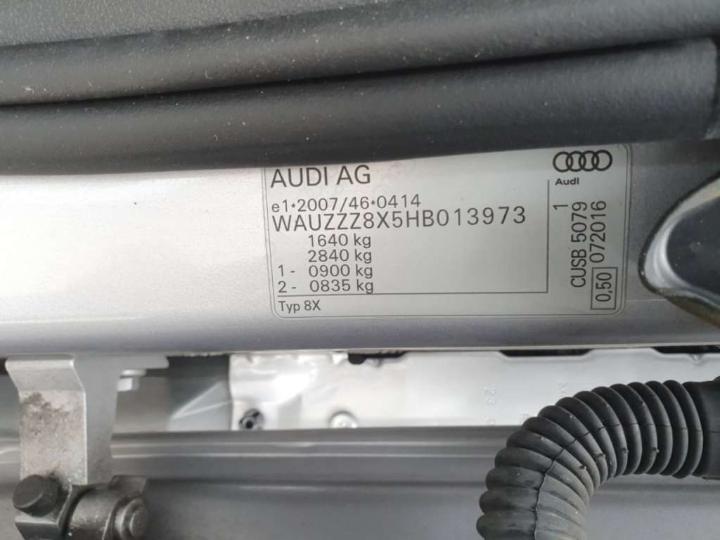 AUDI AG
Audi
e1•2007/46•0414
WAUZZZ8X5HB013973
1640 kg
2840 kg
1 - 0900 kg
2 - 0835 kg
Typ 8X
1
CUSB 5079
072016
0,50